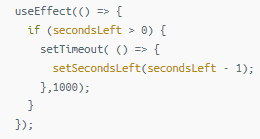 useEffect(() => {
  if (secondsLeft > 0) {
    setTimeout( () => {
      setSecondsLeft(secondsLeft - 1);
    },1000);
  }
});